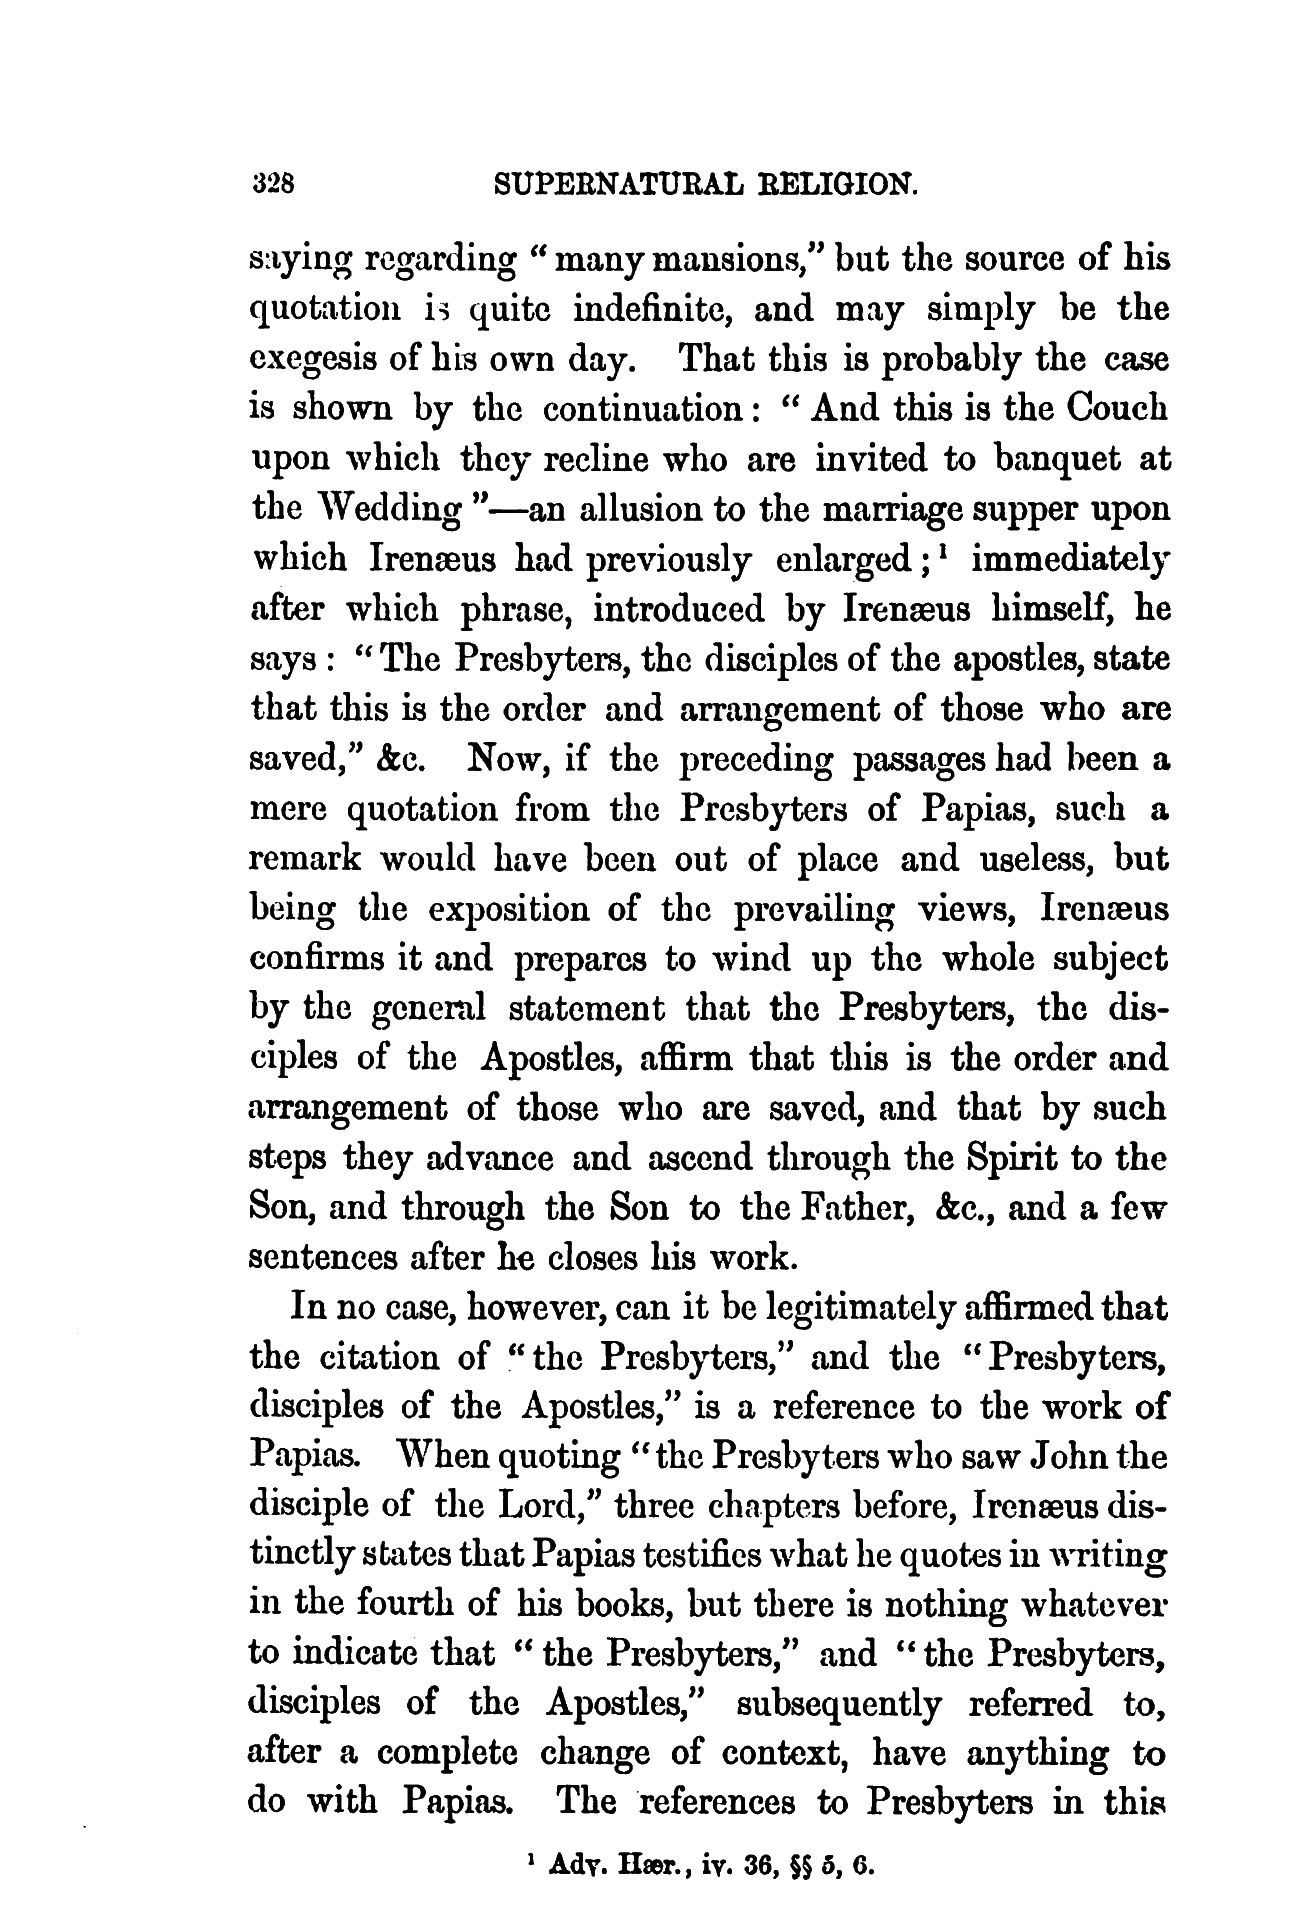 328 SUPERNATURAL RELIGION.
saying regarding “many mansions,” but the source of his
quotation is quite indefinite, and may simply be the
exegesis of his own day. That this is probably the case
is shown by the continuation: “And this is the Couch
upon which they recline who are invited to banquet at
the Wedding”—an allusion to the marriage supper upon
which Irenæus had previously enlarged;¹ immediately
after which phrase, introduced by Irenæus himself, he
says: “The Presbyters, the disciples of the apostles, state
that this is the order and arrangement of those who are
saved,” &c. Now, if the preceding passages had been a
mere quotation from the Presbyters of Papias, such a
remark would have been out of place and useless, but
being the exposition of the prevailing views, Irenæus
confirms it and prepares to wind up the whole subject
by the general statement that the Presbyters, the dis-
ciples of the Apostles, affirm that this is the order and
arrangement of those who are saved, and that by such
steps they advance and ascend through the Spirit to the
Son, and through the Son to the Father, &c., and a few
sentences after he closes his work.
In no case, however, can it be legitimately affirmed that
the citation of “the Presbyters,” and the “Presbyters,
disciples of the Apostles,” is a reference to the work of
Papias. When quoting “the Presbyters who saw John the
disciple of the Lord,” three chapters before, Irenæus dis-
tinctly states that Papias testifies what he quotes in writing
in the fourth of his books, but there is nothing whatever
to indicate that “the Presbyters,” and “the Presbyters,
disciples of the Apostles,” subsequently referred to,
after a complete change of context, have anything to
do with Papias. The references to Presbyters in this
¹ Adv. Hær., iv. 36, §§ 5, 6.